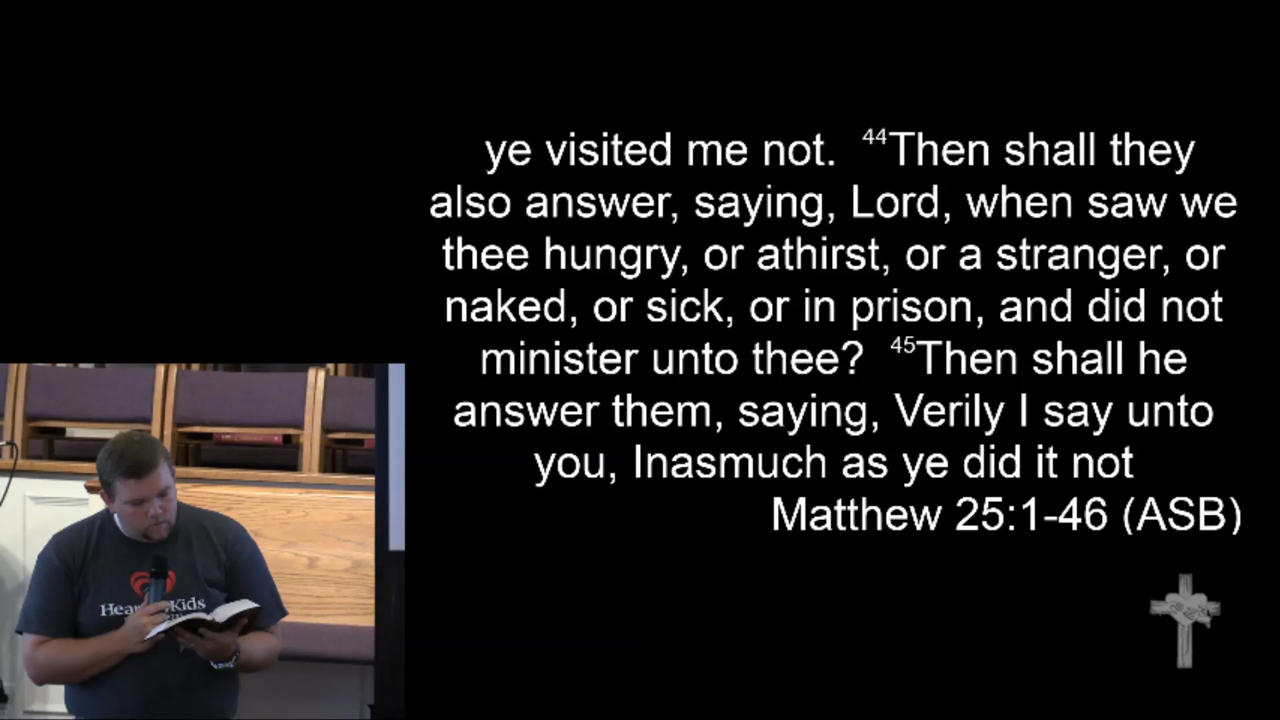 ye visited me not. ⁴⁴Then shall they
also answer, saying, Lord, when saw we
thee hungry, or athirst, or a stranger, or
naked, or sick, or in prison, and did not
minister unto thee? ⁴⁵Then shall he
answer them, saying, Verily I say unto
you, Inasmuch as ye did it not
Matthew 25:1-46 (ASB)
Kids